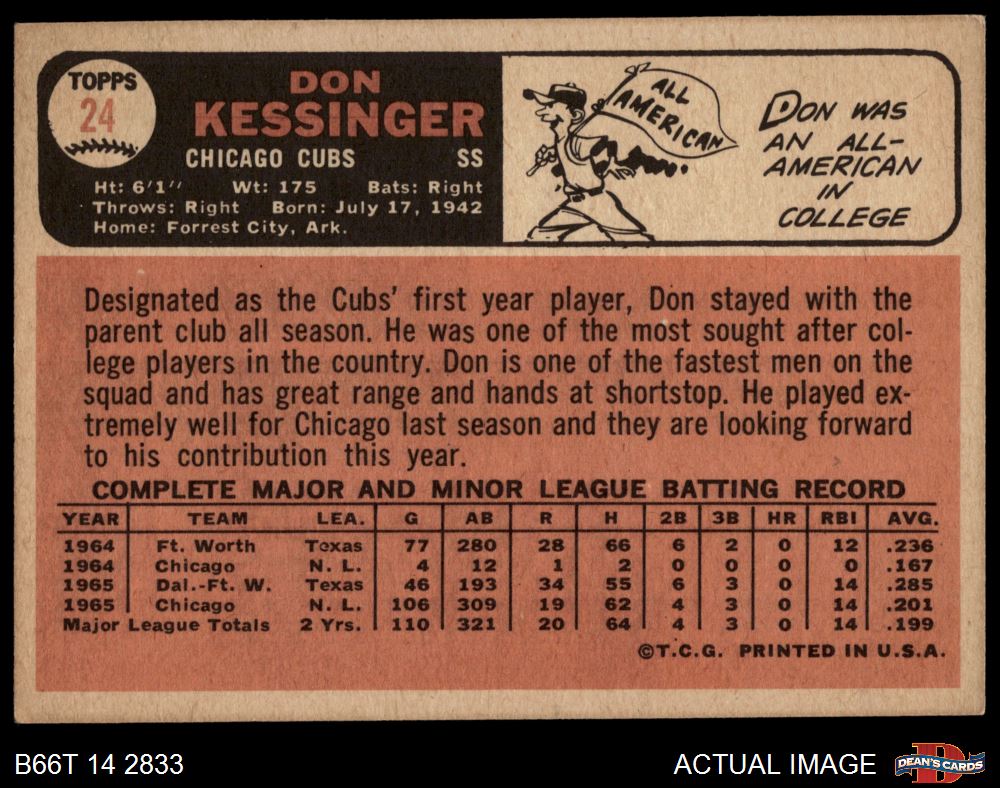 TOPPS
24
DON
KESSINGER
CHICAGO CUBS SS
Ht: 6'1" Wt: 175 Bats: Right
Throws: Right Born: July 17, 1942
Home: Forrest City, Ark.
ALL
AMERICAN
DON WAS
AN ALL-
AMERICAN
IN
COLLEGE
Designated as the Cubs' first year player, Don stayed with the
parent club all season. He was one of the most sought after col-
lege players in the country. Don is one of the fastest men on the
squad and has great range and hands at shortstop. He played ex-
tremely well for Chicago last season and they are looking forward
to his contribution this year.
COMPLETE MAJOR AND MINOR LEAGUE BATTING RECORD
YEAR TEAM LEA. G AB R H 2B 3B HR RBI AVG.
1964 Ft. Worth Texas 77 280 28 66 6 2 0 12 .236
1964 Chicago N. L. 4 12 1 2 0 0 0 0 .167
1965 Dal.-Ft. W. Texas 46 193 34 55 6 3 0 14 .285
1965 Chicago N. L. 106 309 19 62 4 3 0 14 .201
Major League Totals 2 Yrs. 110 321 20 64 4 3 0 14 .199
©T.C.G. PRINTED IN U.S.A.
B66T 14 2833 ACTUAL IMAGE
D
DEAN'S CARDS